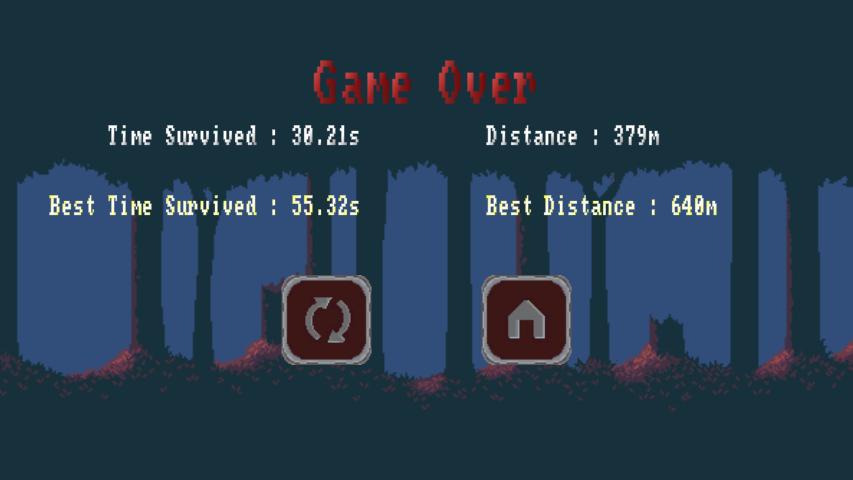 Game Over
Time Survived : 30.21s
Distance : 379m
Best Time Survived : 55.32s
Best Distance : 640m